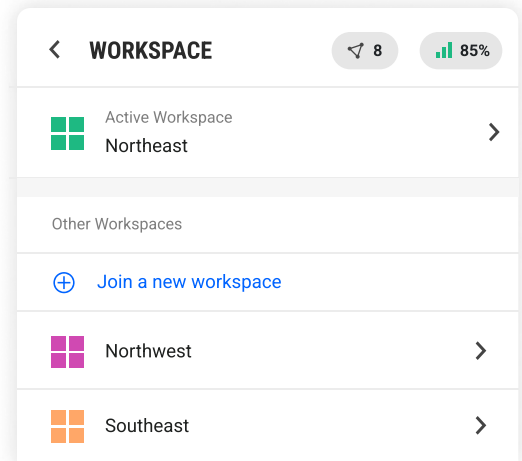 WORKSPACE
8
85%
Active Workspace
Northeast
Other Workspaces
Join a new workspace
Northwest
Southeast